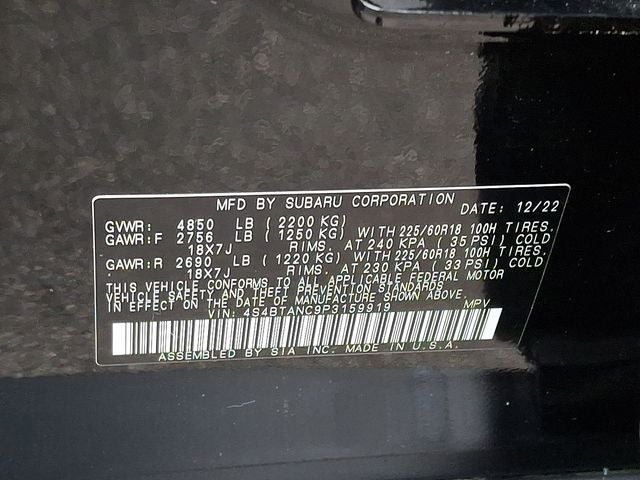 MFD BY SUBARU CORPORATION DATE: 12/22
GVWR: 4850 LB (2200 KG)
GAWR:F 2756 LB (1250 KG) WITH 225/60R18 100H TIRES,
18X7J RIMS, AT 240 KPA (35 PSI) COLD
GAWR:R 2690 LB (1220 KG) WITH 225/60R18 100H TIRES,
18X7J RIMS, AT 230 KPA (33 PSI) COLD
THIS VEHICLE CONFORMS TO ALL APPLICABLE FEDERAL MOTOR
VEHICLE SAFETY AND THEFT PREVENTION STANDARDS
IN EFFECT ON THE DATE OF MANUFACTURE SHOWN ABOVE.
VIN: 4S4BTANC9P3159919 MPV
ASSEMBLED BY SIA INC. MADE IN U.S.A.